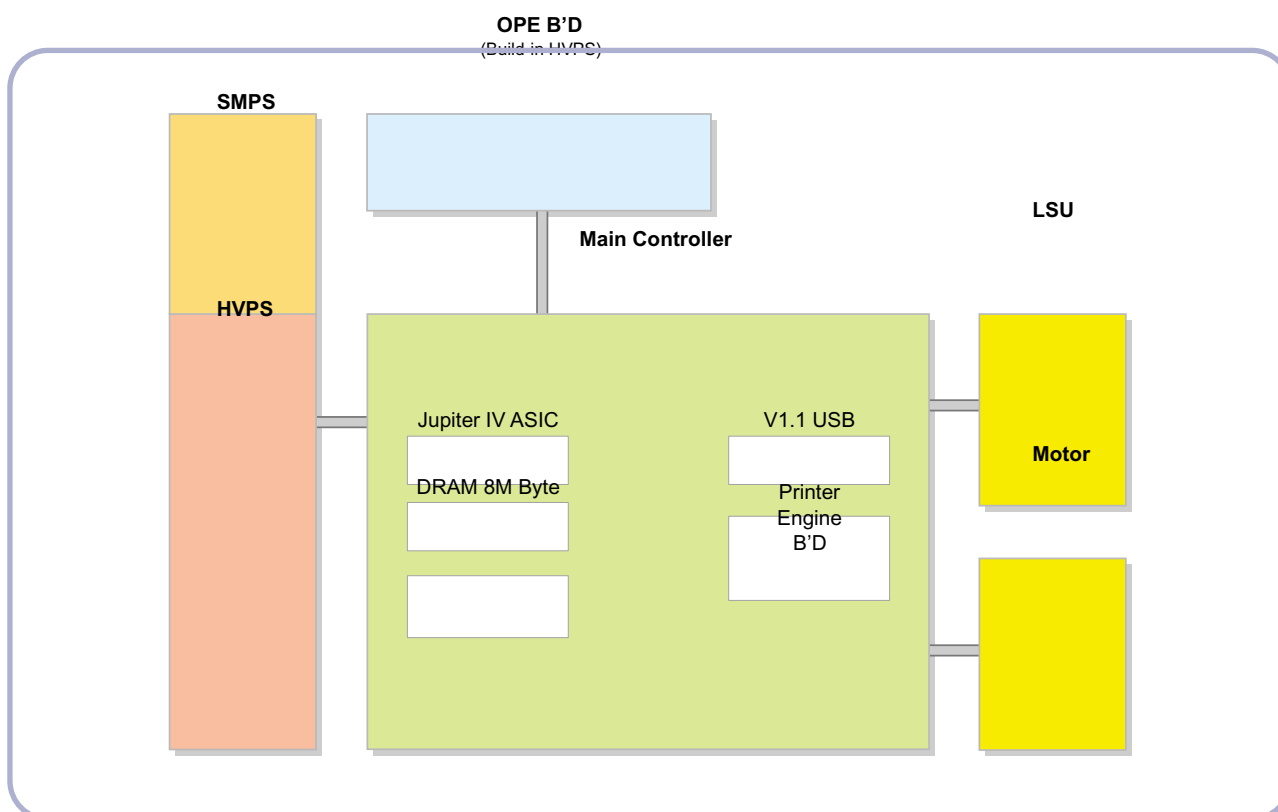 OPE B’D
(Build-in HVPS)
SMPS
LSU
Main Controller
HVPS
Jupiter IV ASIC
V1.1 USB
Motor
DRAM 8M Byte
Printer
Engine
B’D